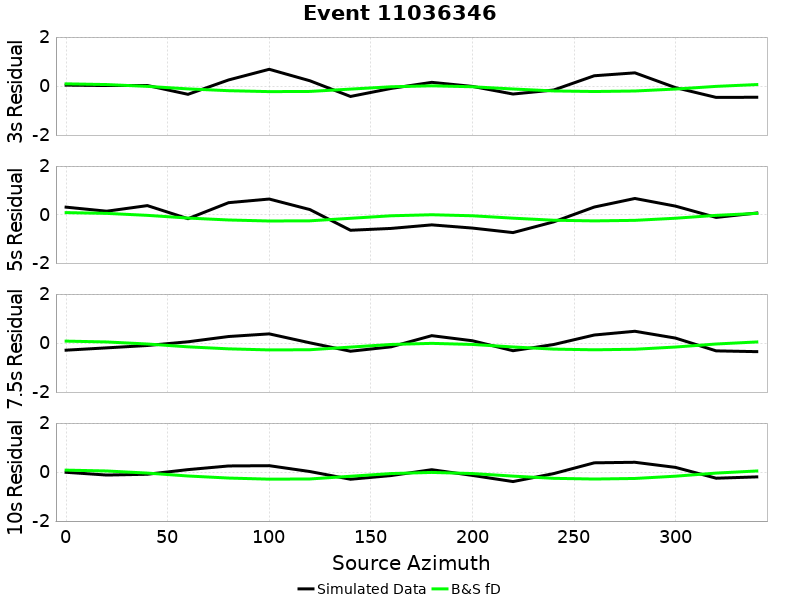 Event 11036346
3s Residual
2
0
-2
5s Residual
2
0
-2
7.5s Residual
2
0
-2
10s Residual
2
0
-2
0 50 100 150 200 250 300
Source Azimuth
Simulated Data B&S fD